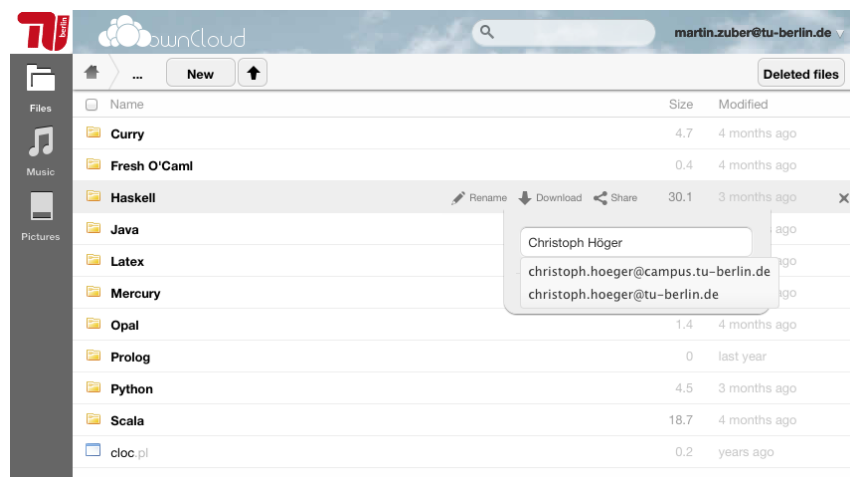 TU berlin ownCloud martin.zuber@tu-berlin.de
... New Deleted files
Files
Music
Pictures
Name Size Modified
Curry 4.7 4 months ago
Fresh O'Caml 0.4 4 months ago
Haskell Rename Download Share 30.1 3 months ago
Java ago
Christoph Höger
Latex ago
christoph.hoeger@campus.tu-berlin.de
Mercury ago
christoph.hoeger@tu-berlin.de
Opal 1.4 4 months ago
Prolog 0 last year
Python 4.5 3 months ago
Scala 18.7 4 months ago
cloc.pl 0.2 years ago